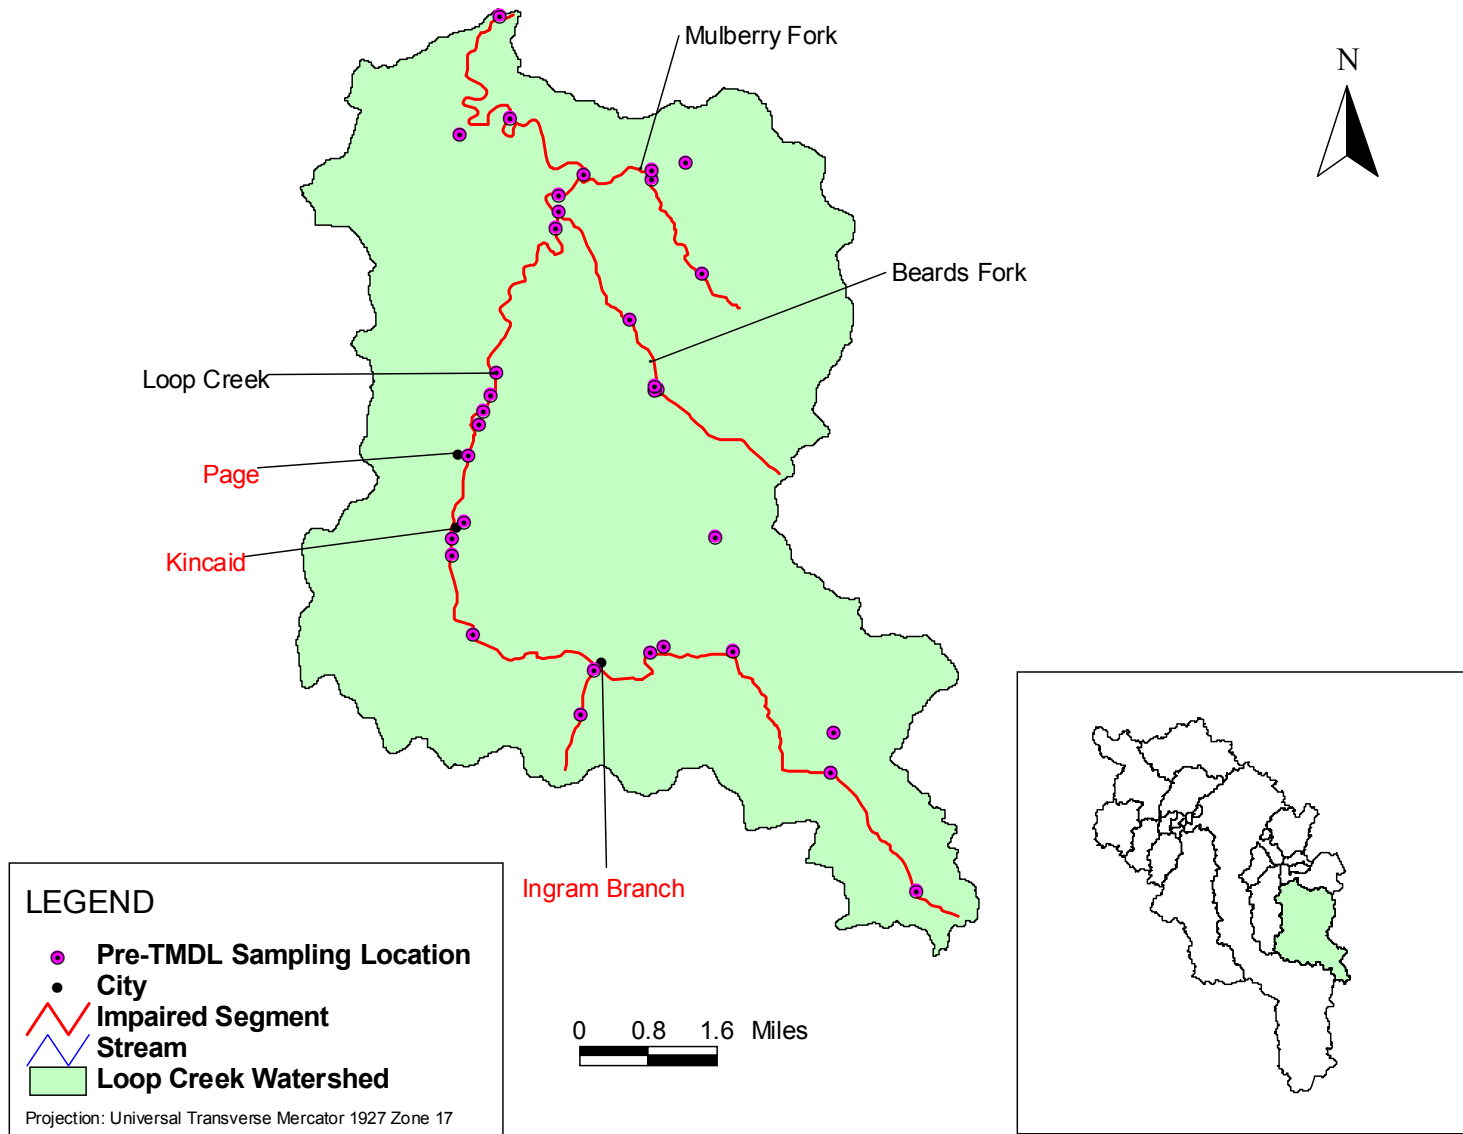 Mulberry Fork
N
Beards Fork
Loop Creek
Page
Kincaid
Ingram Branch
LEGEND
Pre-TMDL Sampling Location
City
Impaired Segment
Stream
Loop Creek Watershed
Projection: Universal Transverse Mercator 1927 Zone 17
0 0.8 1.6 Miles